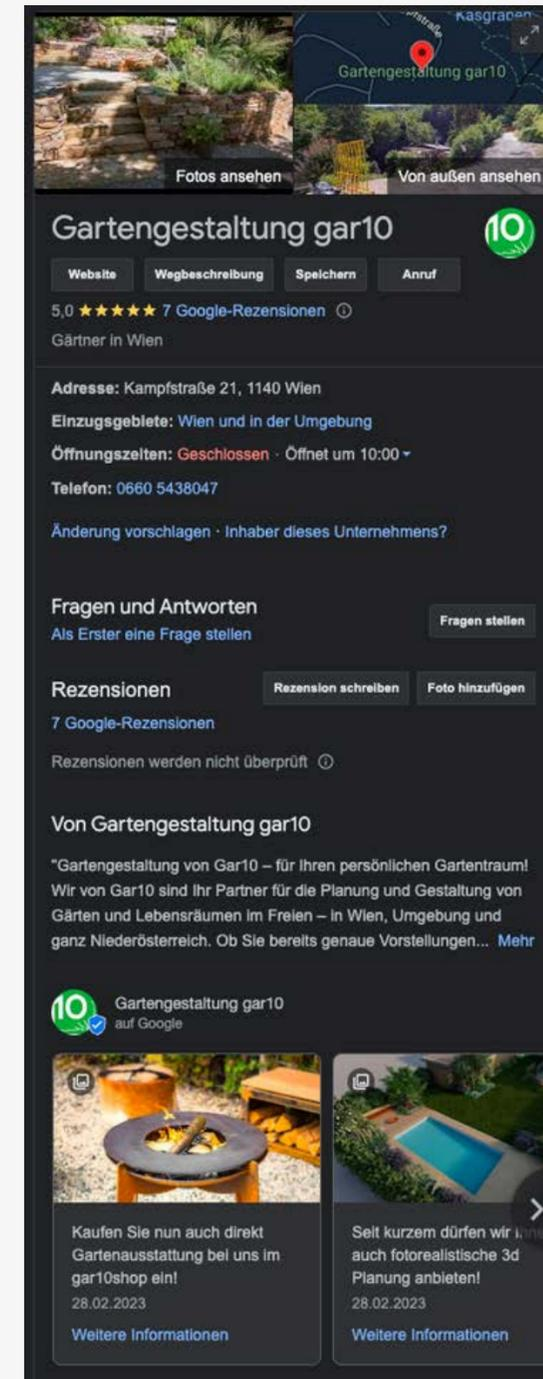 Kasgraben
Gartengestaltung gar10
Fotos ansehen
Von außen ansehen
Gartengestaltung gar10
10
Website
Wegbeschreibung
Speichern
Anruf
5,0 ★★★★★ 7 Google-Rezensionen
Gärtner in Wien
Adresse: Kampfstraße 21, 1140 Wien
Einzugsgebiete: Wien und in der Umgebung
Öffnungszeiten: Geschlossen · Öffnet um 10:00
Telefon: 0660 5438047
Änderung vorschlagen · Inhaber dieses Unternehmens?
Fragen und Antworten
Fragen stellen
Als Erster eine Frage stellen
Rezensionen
Rezension schreiben
Foto hinzufügen
7 Google-Rezensionen
Rezensionen werden nicht überprüft
Von Gartengestaltung gar10
"Gartengestaltung von Gar10 – für Ihren persönlichen Gartentraum!
Wir von Gar10 sind Ihr Partner für die Planung und Gestaltung von
Gärten und Lebensräumen im Freien – in Wien, Umgebung und
ganz Niederösterreich. Ob Sie bereits genaue Vorstellungen... Mehr
10
Gartengestaltung gar10
auf Google
Kaufen Sie nun auch direkt
Gartenausstattung bei uns im
gar10shop ein!
28.02.2023
Weitere Informationen
Seit kurzem dürfen wir
auch fotorealistische 3d
Planung anbieten!
28.02.2023
Weitere Informationen